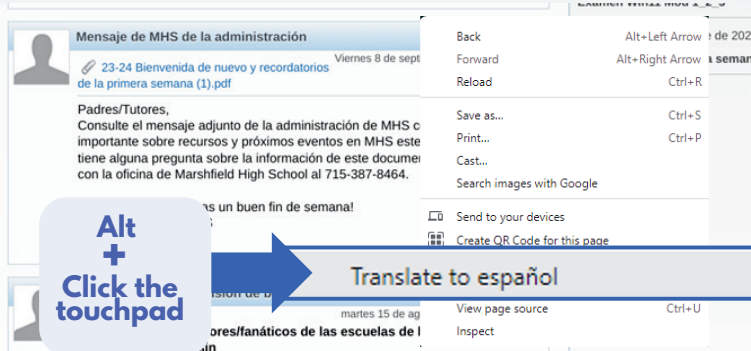 Examen Win11 Mod 1_2_3
Mensaje de MHS de la administración
Viernes 8 de sept
23-24 Bienvenida de nuevo y recordatorios
de la primera semana (1).pdf
Padres/Tutores,
Consulte el mensaje adjunto de la administración de MHS
importante sobre recursos y próximos eventos en MHS este
tiene alguna pregunta sobre la información de este
con la oficina de Marshfield High School al 715-387-8464.
un buen fin de semana!
Back Alt+Left Arrow
Forward Alt+Right Arrow
Reload Ctrl+R
Save as... Ctrl+S
Print... Ctrl+P
Cast...
Search images with Google
Send to your devices
Create QR Code for this page
Translate to español
View page source Ctrl+U
Inspect
de 202
Alt
+
Click the
touchpad
martes 15 de
ores/fanáticos de las escuelas de